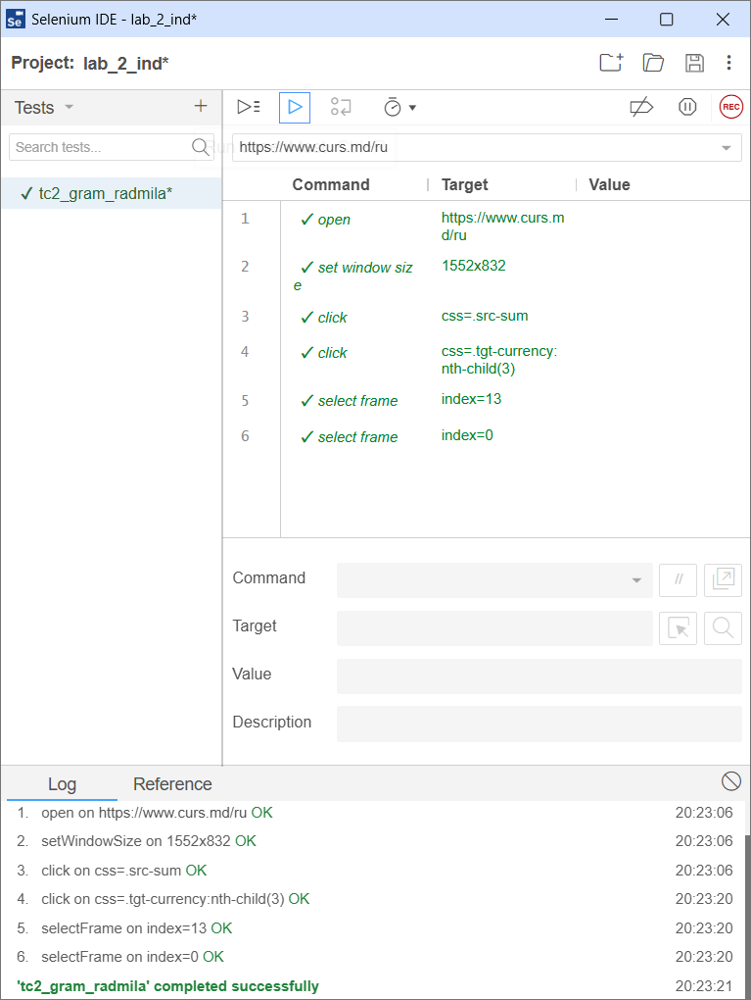 Selenium IDE - lab_2_ind*
Project: lab_2_ind*
Tests
Search tests...
tc2_gram_radmila*
REC
https://www.curs.md/ru
Command Target Value
1 ✓ open https://www.curs.m
d/ru
2 ✓ set window siz 1552x832
e
3 ✓ click css=.src-sum
4 ✓ click css=.tgt-currency:
nth-child(3)
5 ✓ select frame index=13
6 ✓ select frame index=0
Command //
Target
Value
Description
Log Reference
1. open on https://www.curs.md/ru OK 20:23:06
2. setWindowSize on 1552x832 OK 20:23:06
3. click on css=.src-sum OK 20:23:06
4. click on css=.tgt-currency:nth-child(3) OK 20:23:20
5. selectFrame on index=13 OK 20:23:20
6. selectFrame on index=0 OK 20:23:20
'tc2_gram_radmila' completed successfully 20:23:21